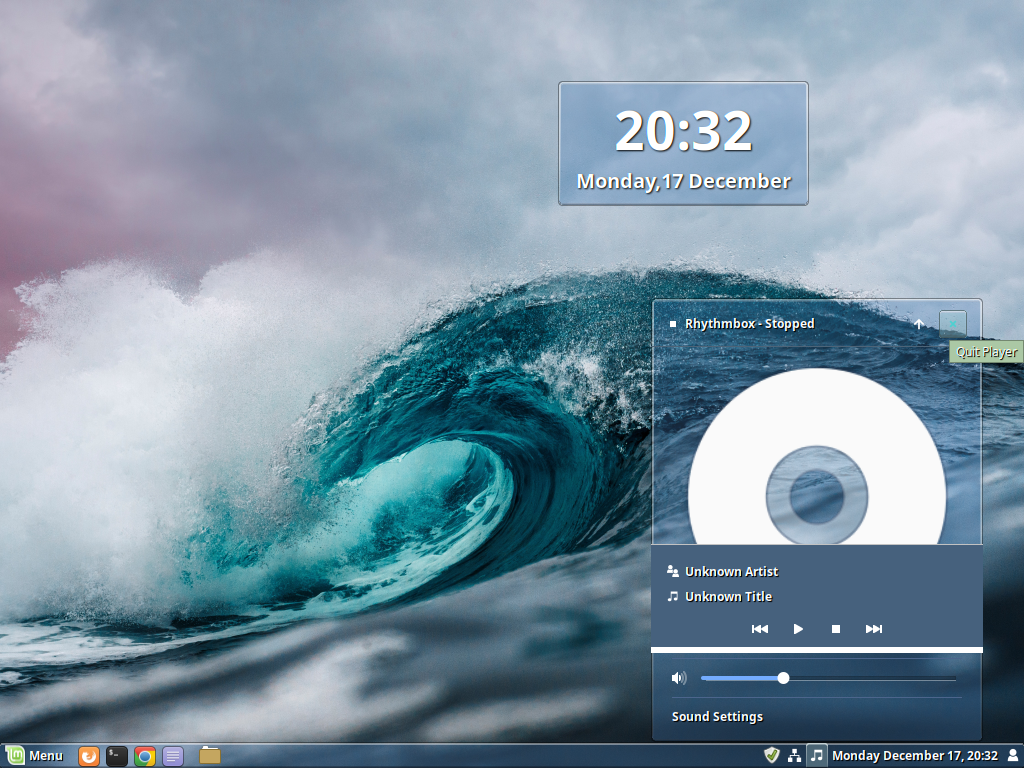 20:32
Monday,17 December
Rhythmbox - Stopped
Quit Player
Unknown Artist
Unknown Title
Sound Settings
Menu
Monday December 17, 20:32